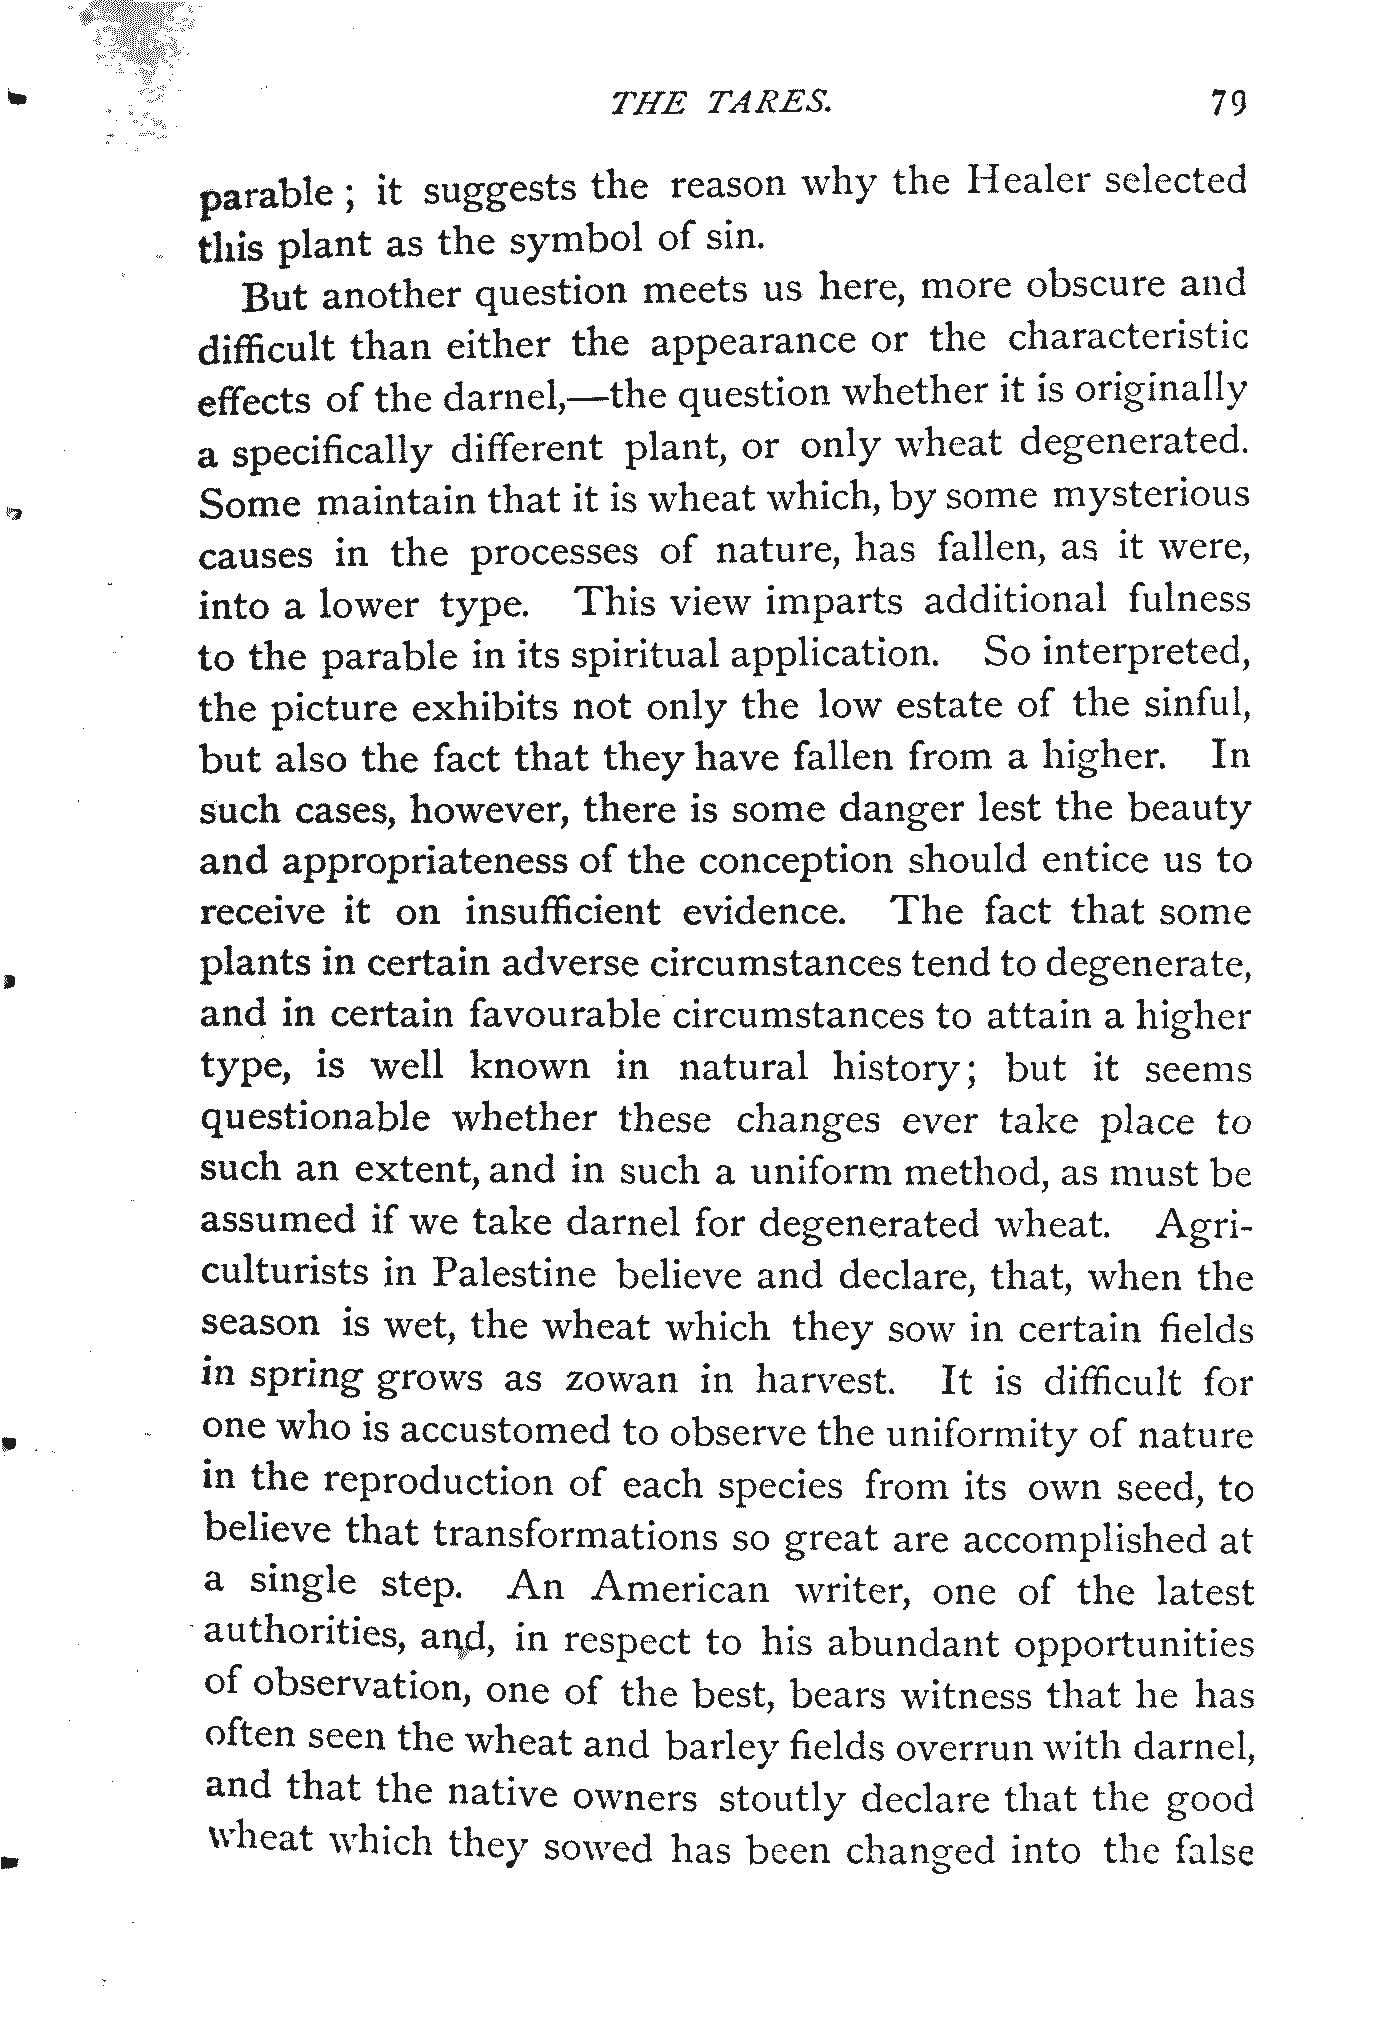 THE TARES. 79
parable ; it suggests the reason why the Healer selected
this plant as the symbol of sin.
But another question meets us here, more obscure and
difficult than either the appearance or the characteristic
effects of the darnel,—the question whether it is originally
a specifically different plant, or only wheat degenerated.
Some maintain that it is wheat which, by some mysterious
causes in the processes of nature, has fallen, as it were,
into a lower type. This view imparts additional fulness
to the parable in its spiritual application. So interpreted,
the picture exhibits not only the low estate of the sinful,
but also the fact that they have fallen from a higher. In
such cases, however, there is some danger lest the beauty
and appropriateness of the conception should entice us to
receive it on insufficient evidence. The fact that some
plants in certain adverse circumstances tend to degenerate,
and in certain favourable circumstances to attain a higher
type, is well known in natural history; but it seems
questionable whether these changes ever take place to
such an extent, and in such a uniform method, as must be
assumed if we take darnel for degenerated wheat. Agri-
culturists in Palestine believe and declare, that, when the
season is wet, the wheat which they sow in certain fields
in spring grows as zowan in harvest. It is difficult for
one who is accustomed to observe the uniformity of nature
in the reproduction of each species from its own seed, to
believe that transformations so great are accomplished at
a single step. An American writer, one of the latest
authorities, and, in respect to his abundant opportunities
of observation, one of the best, bears witness that he has
often seen the wheat and barley fields overrun with darnel,
and that the native owners stoutly declare that the good
wheat which they sowed has been changed into the false